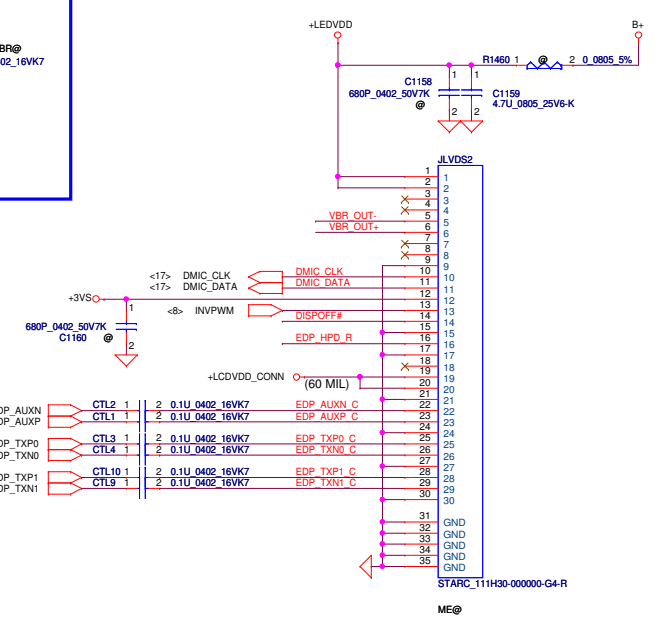 +LEDVDD
B+
BR@
02_16VK7
R1460 1 @ 2 0_0805_5%
1 1
C1158
680P_0402_50V7K
@
C1159
4.7U_0805_25V6-K
2 2
JLVDS2
1 1
2 2
3 3
4 4
VBR_OUT- 5 5
VBR_OUT+ 6 6
7 7
8 8
9 9
<17> DMIC_CLK DMIC_CLK 10 10
<17> DMIC_DATA DMIC_DATA 11 11
+3VS 12 12
1
<8> INVPWM 13 13
DISPOFF# 14 14
680P_0402_50V7K
C1160 @
2
15 15
EDP_HPD_R 16 16
17 17
18 18
+LCDVDD_CONN 19 19
(60 MIL) 20 20
21 21
DP_AUXN CTL2 1 2 0.1U_0402_16VK7 EDP_AUXN_C 22 22
DP_AUXP CTL1 1 2 0.1U_0402_16VK7 EDP_AUXP_C 23 23
24 24
DP_TXP0 CTL3 1 2 0.1U_0402_16VK7 EDP_TXP0_C 25 25
DP_TXN0 CTL4 1 2 0.1U_0402_16VK7 EDP_TXN0_C 26 26
27 27
DP_TXP1 CTL10 1 2 0.1U_0402_16VK7 EDP_TXP1_C 28 28
DP_TXN1 CTL9 1 2 0.1U_0402_16VK7 EDP_TXN1_C 29 29
30 30
31 GND
32 GND
33 GND
34 GND
35 GND
STARC_111H30-000000-G4-R
ME@